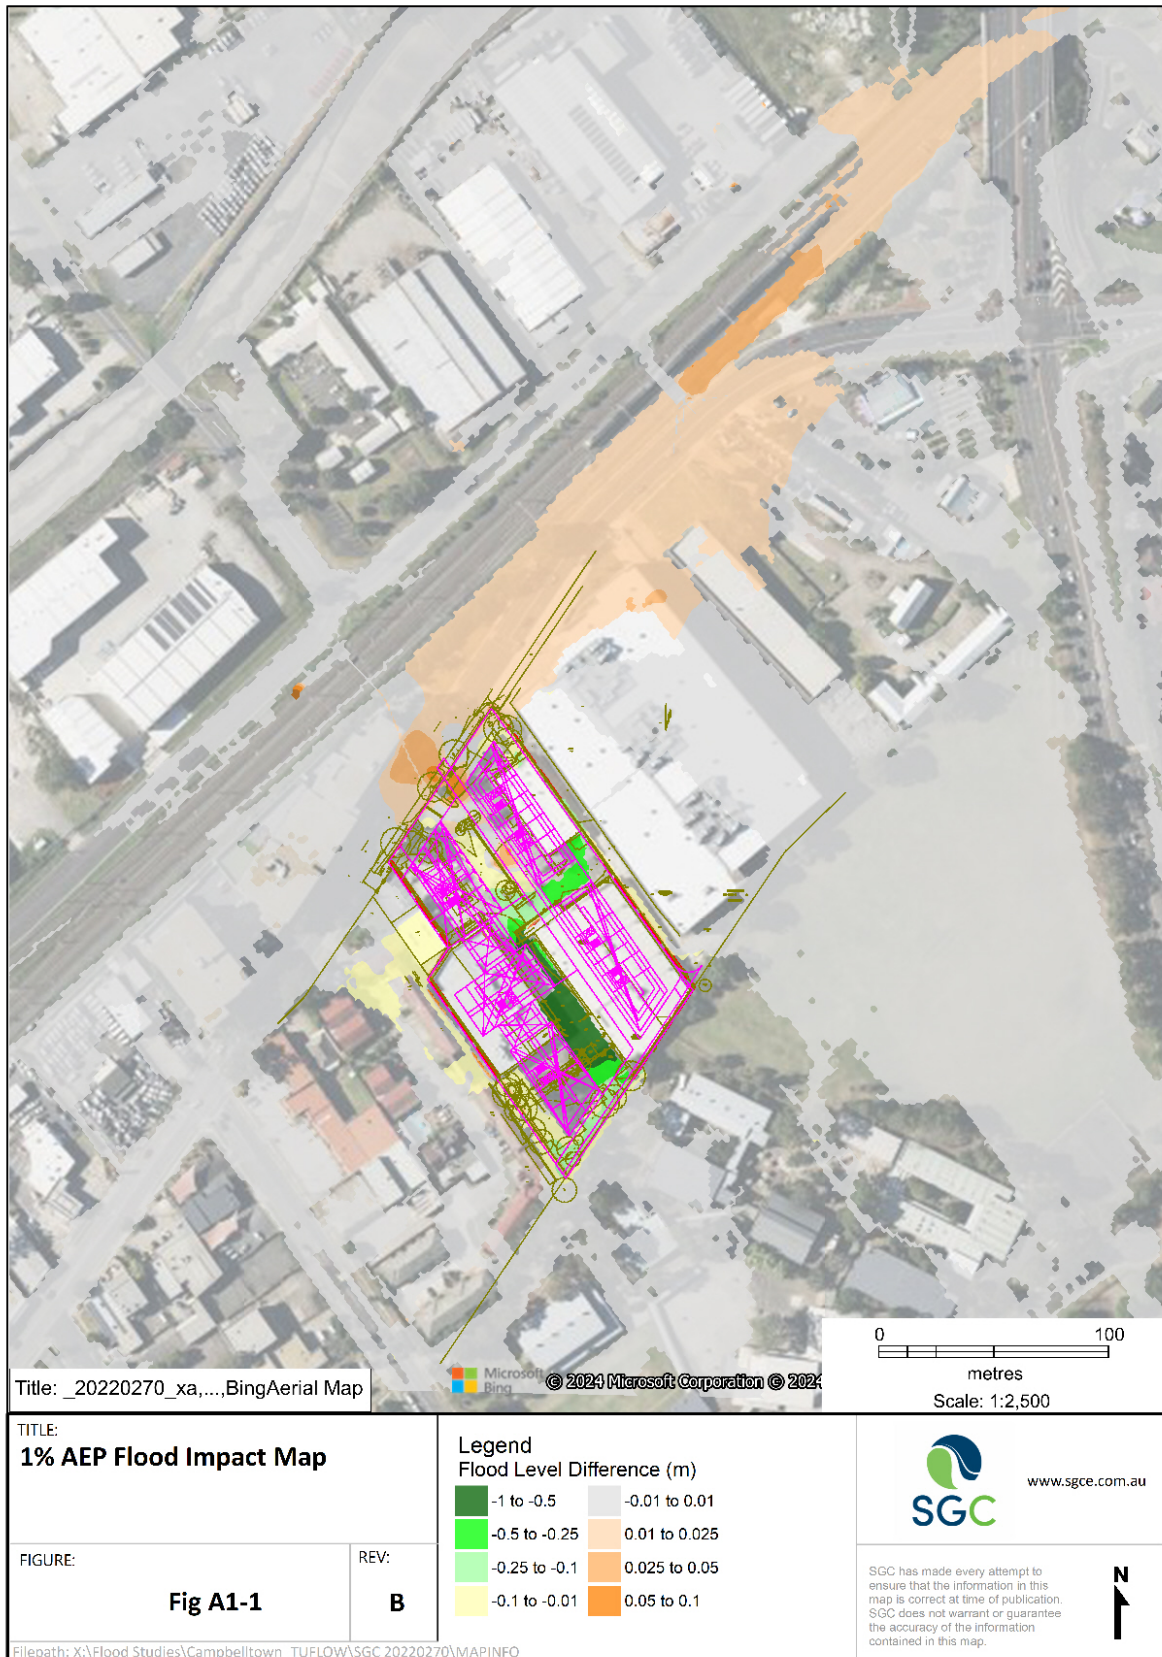 0 100
metres
Scale: 1:2,500
Title: _20220270_xa,...,BingAerial Map
Microsoft
Bing
© 2024 Microsoft Corporation © 2024
TITLE:
1% AEP Flood Impact Map
FIGURE:
Fig A1-1
REV:
B
Filepath: X:\Flood Studies\Campbelltown_TUFLOW\SGC 20220270\MAPINFO
Legend
Flood Level Difference (m)
-1 to -0.5
-0.5 to -0.25
-0.25 to -0.1
-0.1 to -0.01
-0.01 to 0.01
0.01 to 0.025
0.025 to 0.05
0.05 to 0.1
SGC
www.sgce.com.au
SGC has made every attempt to
ensure that the information in this
map is correct at time of publication.
SGC does not warrant or guarantee
the accuracy of the information
contained in this map.
N